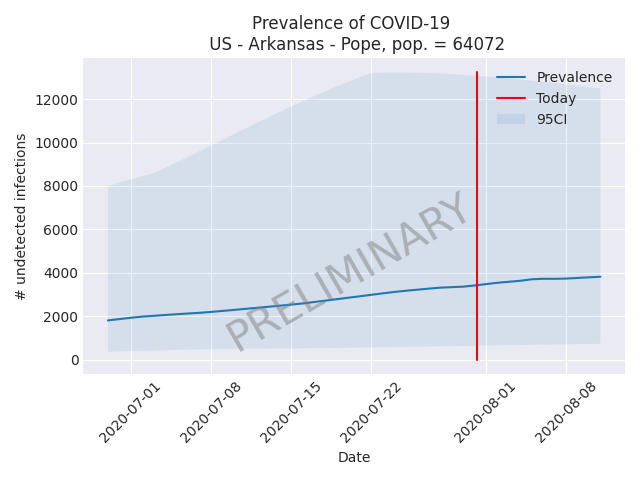 Prevalence of COVID-19
US - Arkansas - Pope, pop. = 64072
Prevalence
Today
95CI
# undetected infections
12000
10000
8000
6000
4000
2000
0
PRELIMINARY
2020-07-01
2020-07-08
2020-07-15
2020-07-22
2020-08-01
2020-08-08
Date